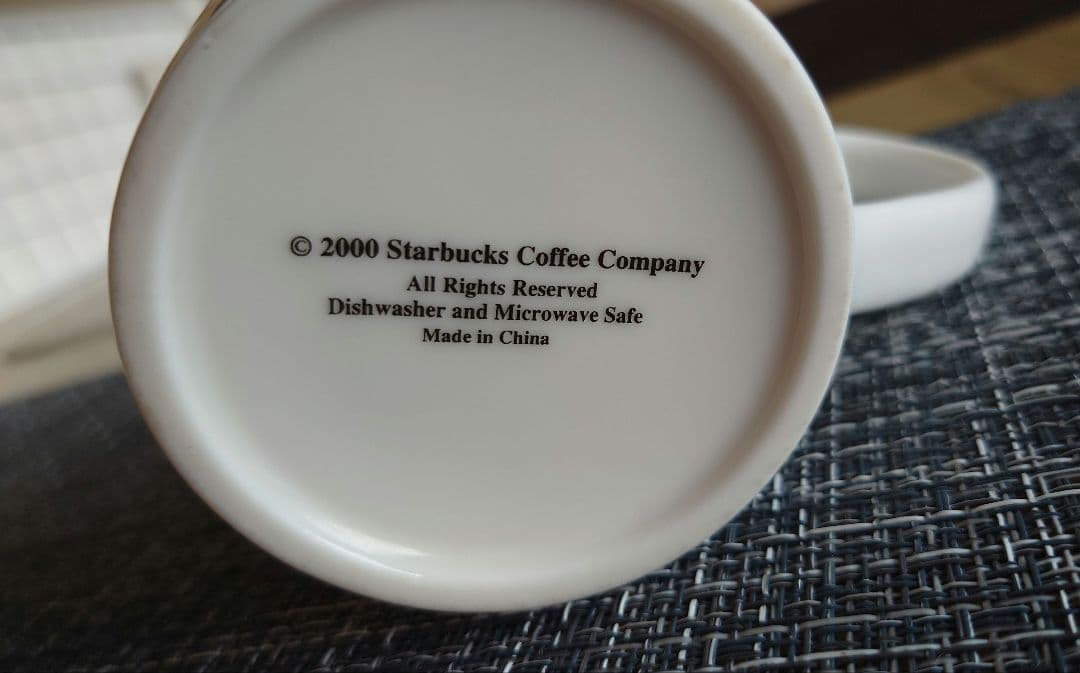 © 2000 Starbucks Coffee Company
All Rights Reserved
Dishwasher and Microwave Safe
Made in China